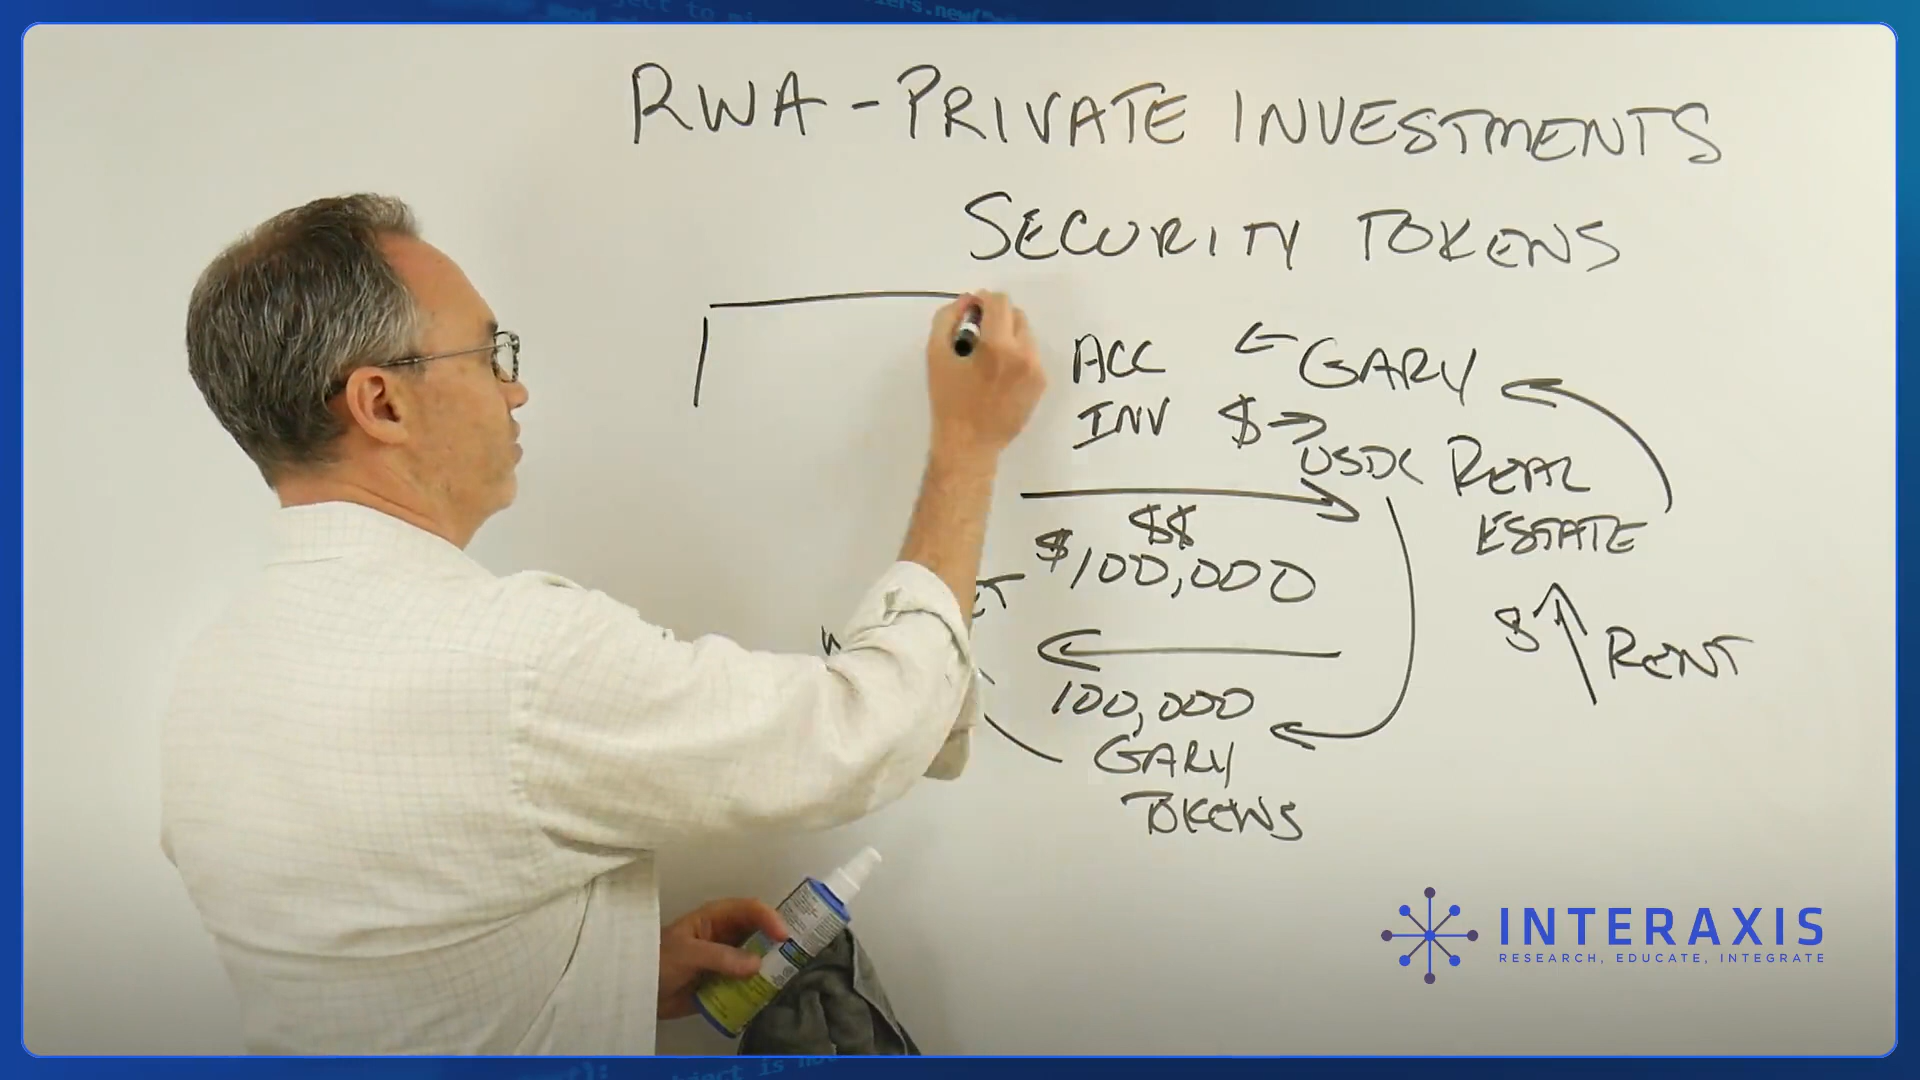 RWA - PRIVATE INVESTMENTS
SECURITY TOKENS
ACC
INV
← GARY
$ →
USDC
REAL
ESTATE
$$
$100,000
$
RENT
100,000
GARY
TOKENS
INTERAXIS
RESEARCH, EDUCATE, INTEGRATE